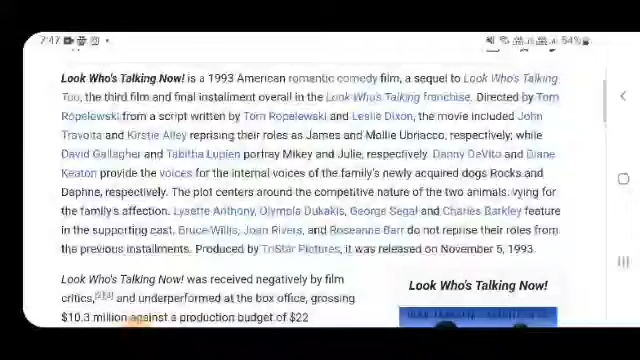 7:47
54%
Look Who's Talking Now! is a 1993 American romantic comedy film, a sequel to Look Who's Talking
Too, the third film and final installment overall in the Look Who's Talking franchise. Directed by Tom
Ropelewski from a script written by Tom Ropelewski and Leslie Dixon, the movie included John
Travolta and Kirstie Alley reprising their roles as James and Mollie Ubriacco, respectively; while
David Gallagher and Tabitha Lupien portray Mikey and Julie, respectively. Danny DeVito and Diane
Keaton provide the voices for the internal voices of the family's newly acquired dogs Rocks and
Daphne, respectively. The plot centers around the competitive nature of the two animals, vying for
the family's affection. Lysette Anthony, Olympia Dukakis, George Segal and Charles Barkley feature
in the supporting cast. Bruce Willis, Joan Rivers, and Roseanne Barr do not reprise their roles from
the previous installments. Produced by TriStar Pictures, it was released on November 5, 1993.
Look Who's Talking Now! was received negatively by film
critics,[2][3] and underperformed at the box office, grossing
$10.3 million against a production budget of $22
Look Who's Talking Now!